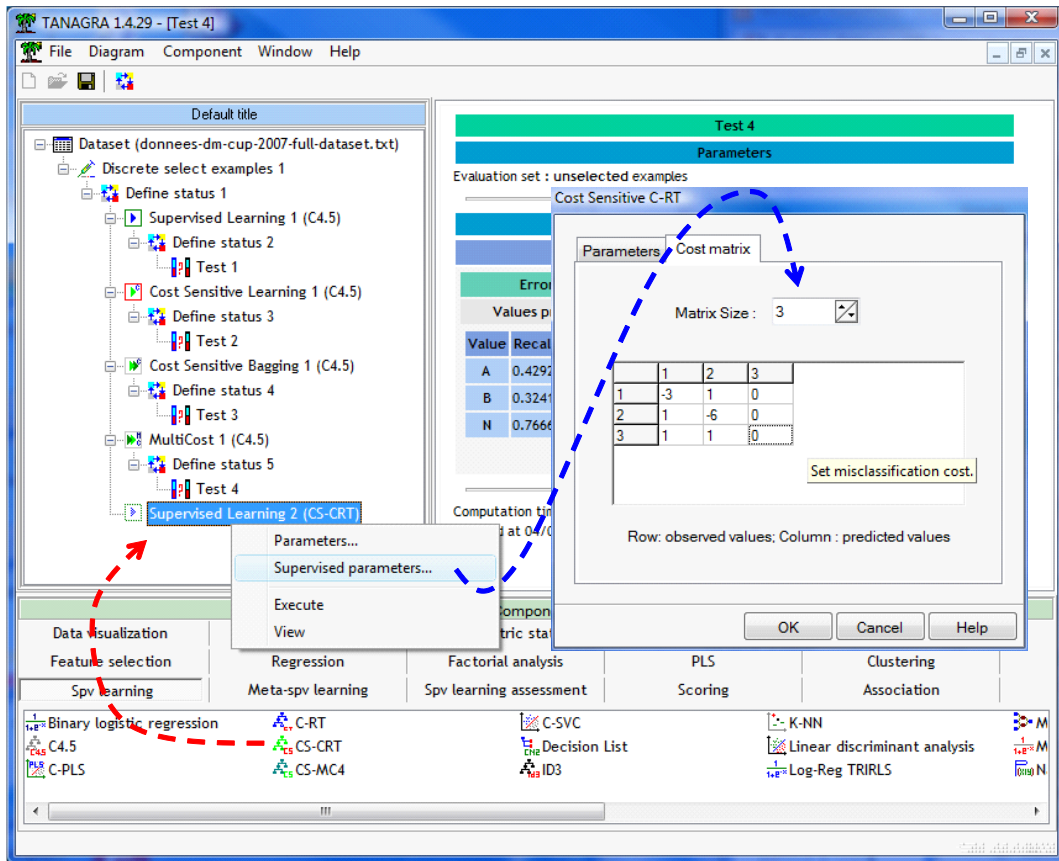 TANAGRA 1.4.29 - [Test 4]
File Diagram Component Window Help
Default title
Dataset (donnees-dm-cup-2007-full-dataset.txt)
Discrete select examples 1
Define status 1
Supervised Learning 1 (C4.5)
Define status 2
Test 1
Cost Sensitive Learning 1 (C4.5)
Define status 3
Test 2
Cost Sensitive Bagging 1 (C4.5)
Define status 4
Test 3
MultiCost 1 (C4.5)
Define status 5
Test 4
Supervised Learning 2 (CS-CRT)
Parameters...
Supervised parameters...
Execute
View
Test 4
Parameters
Evaluation set : unselected examples
Value Recal
A 0.4292
B 0.3241
N 0.7666
Cost Sensitive C-RT
Parameters Cost matrix
Matrix Size : 3
1 2 3
1 -3 1 0
2 1 -6 0
3 1 1 0
Set misclassification cost.
Row: observed values; Column : predicted values
OK Cancel Help
Data visualization
Feature selection Regression Factorial analysis PLS Clustering
Spv learning Meta-spv learning Spv learning assessment Scoring Association
Binary logistic regression C-RT C-SVC K-NN M
C4.5 CS-CRT Decision List Linear discriminant analysis M
C-PLS CS-MC4 ID3 Log-Reg TRIRLS N